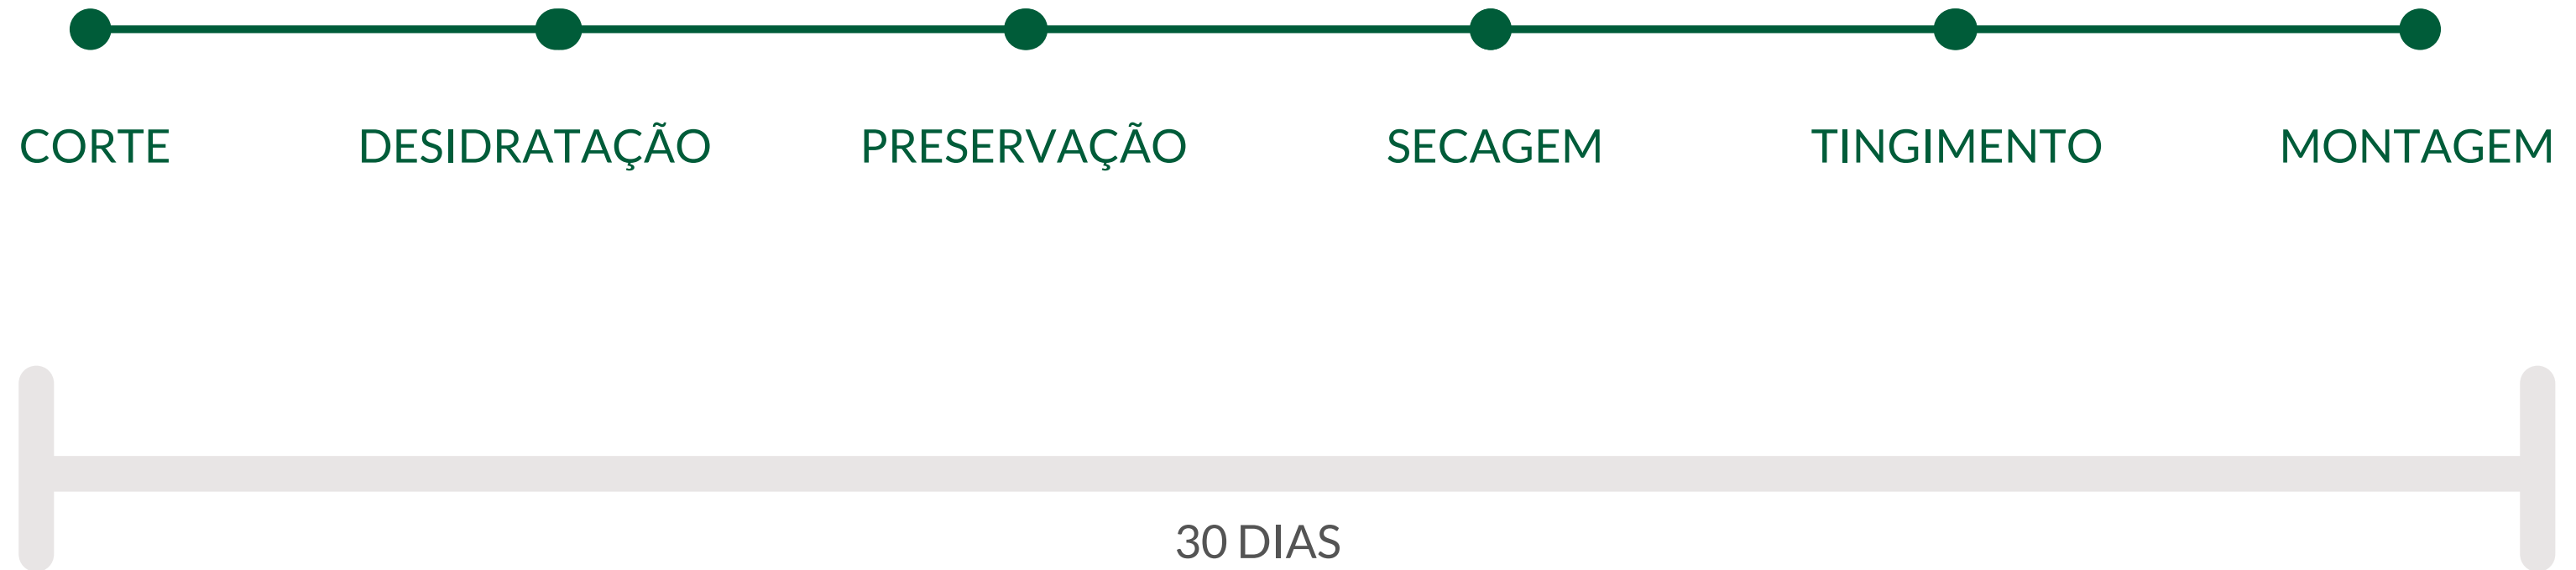 CORTE
DESIDRATAÇÃO
PRESERVAÇÃO
SECAGEM
TINGIMENTO
MONTAGEM
30 DIAS